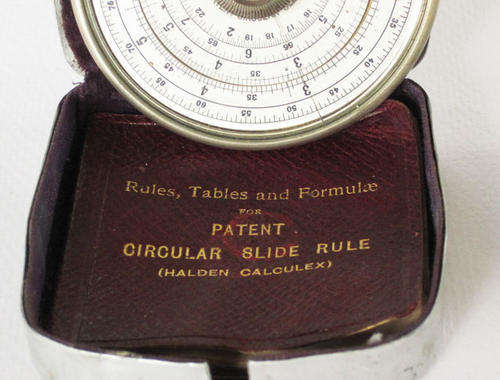 Rules, Tables and Formulæ
FOR
PATENT.
CIRCULAR SLIDE RULE
(HALDEN CALCULEX)